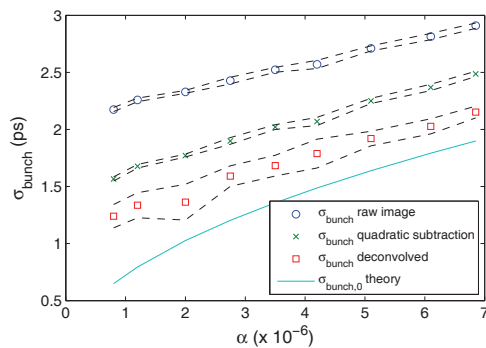 3
2.5
2
1.5
1
0.5
σbunch (ps)
σbunch raw image
σbunch quadratic subtraction
σbunch deconvolved
σbunch,0 theory
0 1 2 3 4 5 6 7
α (x 10⁻⁶)